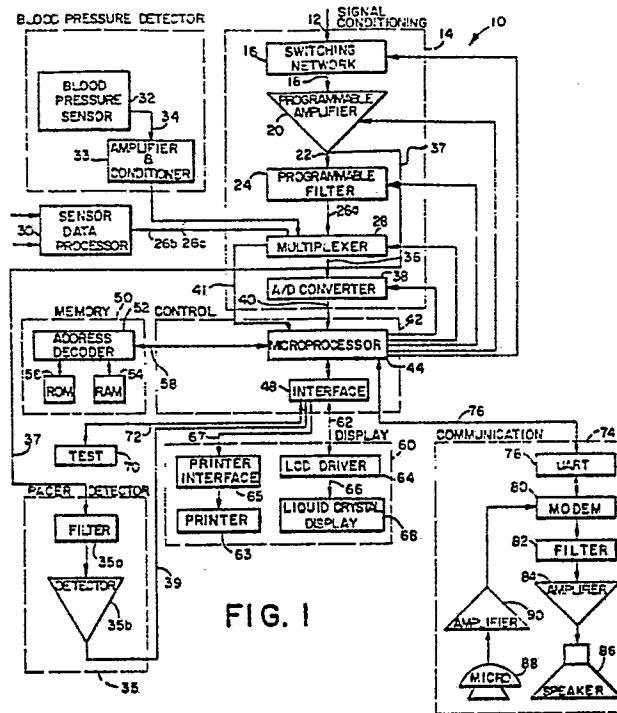 SIGNAL CONDITIONING
12
BLOOD PRESSURE DETECTOR
14
10
16
SWITCHING NETWORK
16
BLOOD PRESSURE SENSOR
32
34
PROGRAMMABLE AMPLIFIER
20
33
AMPLIFIER & CONDITIONER
22
37
24
PROGRAMMABLE FILTER
26a
30
SENSOR DATA PROCESSOR
26b
26c
28
MULTIPLEXER
36
41
A/D CONVERTER
38
40
MEMORY
50
52
CONTROL
42
ADDRESS DECODER
MICROPROCESSOR
44
56
ROM
RAM
54
58
48
INTERFACE
37
72
67
62
DISPLAY
60
76
COMMUNICATION
74
TEST
70
PRINTER INTERFACE
65
LCD DRIVER
64
UART
76
PACER DETECTOR
66
MODEM
80
PRINTER
63
LIQUID CRYSTAL DISPLAY
68
FILTER
82
FILTER
35a
39
84
AMPLIFIER
DETECTOR
35b
FIG. 1
AMPLIFIER
90
86
MICRO
88
SPEAKER
35